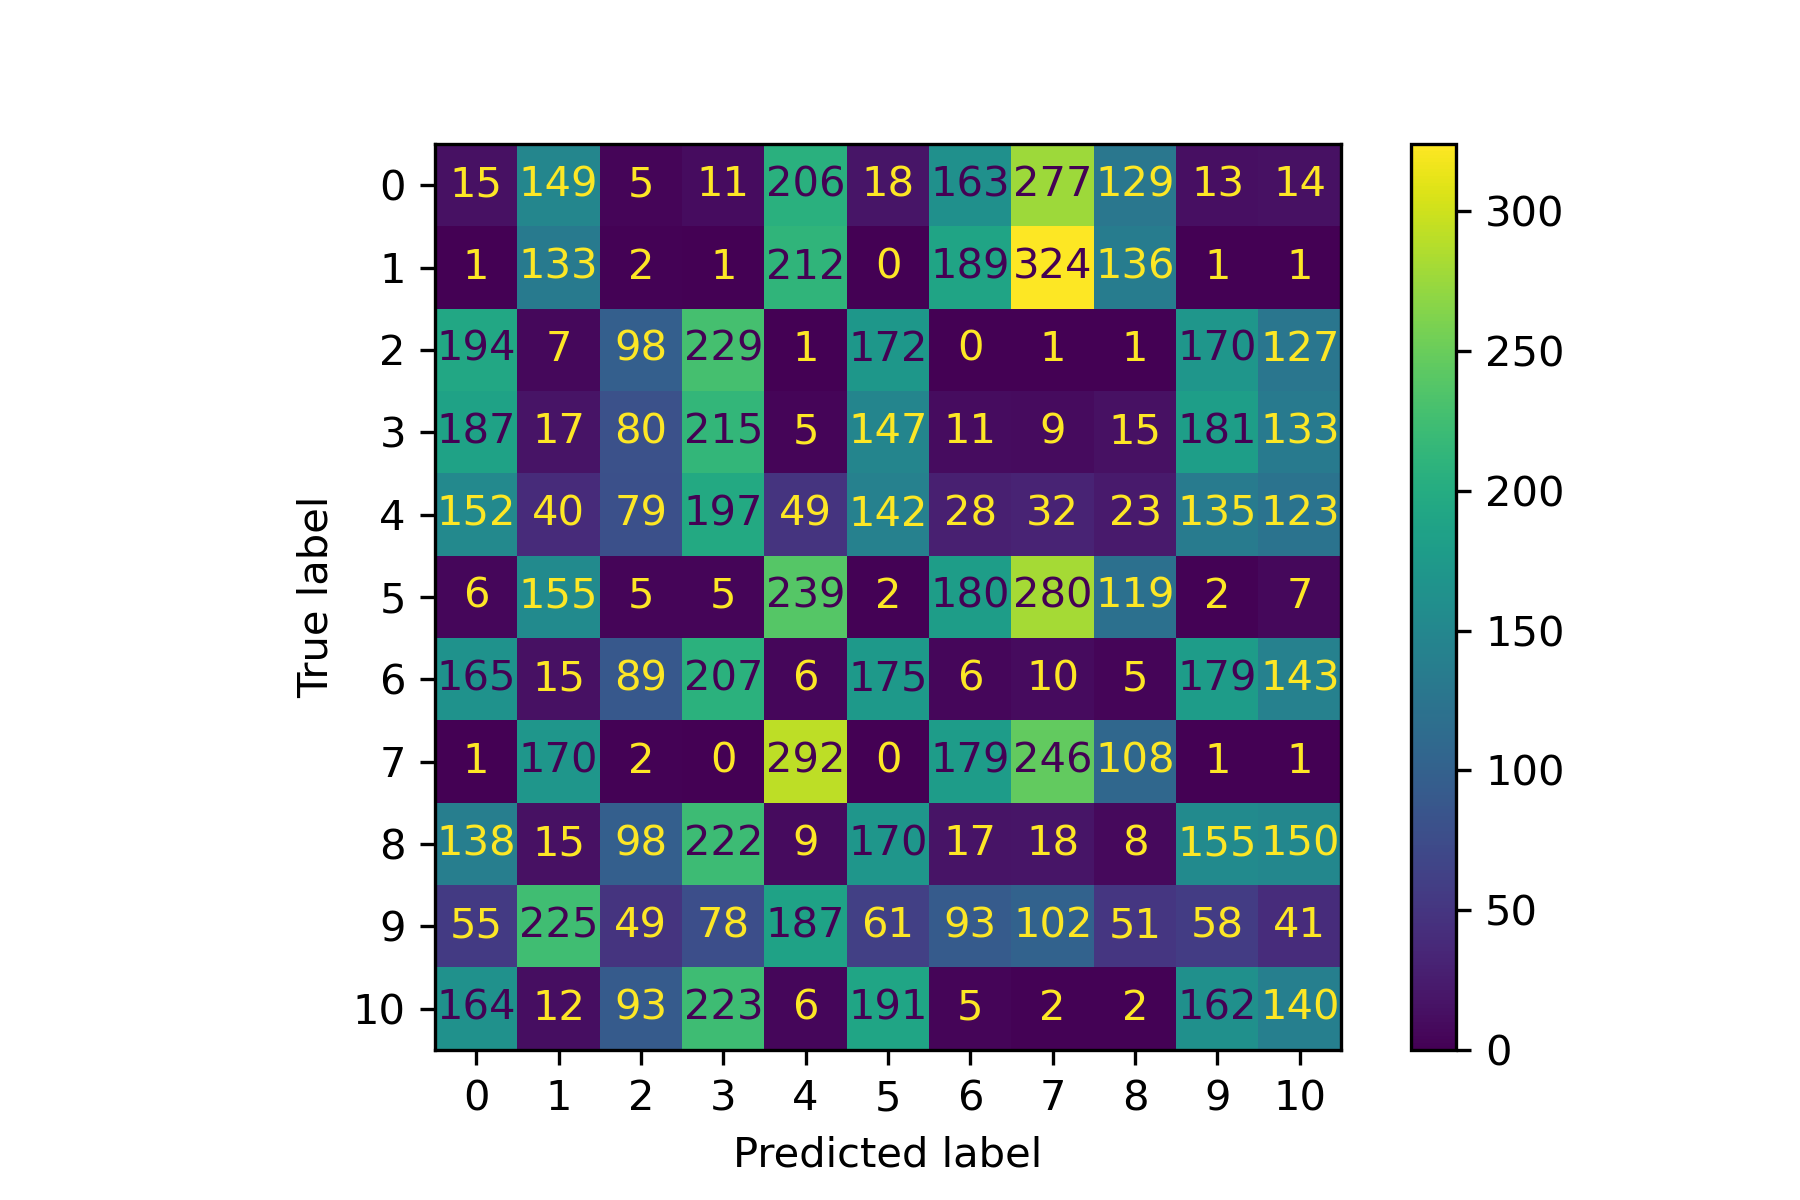 0 15 149 5 11 206 18 163 277 129 13 14
1 1 133 2 1 212 0 189 324 136 1 1
2 194 7 98 229 1 172 0 1 1 170 127
3 187 17 80 215 5 147 11 9 15 181 133
4 152 40 79 197 49 142 28 32 23 135 123
5 6 155 5 5 239 2 180 280 119 2 7
6 165 15 89 207 6 175 6 10 5 179 143
7 1 170 2 0 292 0 179 246 108 1 1
8 138 15 98 222 9 170 17 18 8 155 150
9 55 225 49 78 187 61 93 102 51 58 41
10 164 12 93 223 6 191 5 2 2 162 140
0 1 2 3 4 5 6 7 8 9 10
Predicted label
True label
300
250
200
150
100
50
0